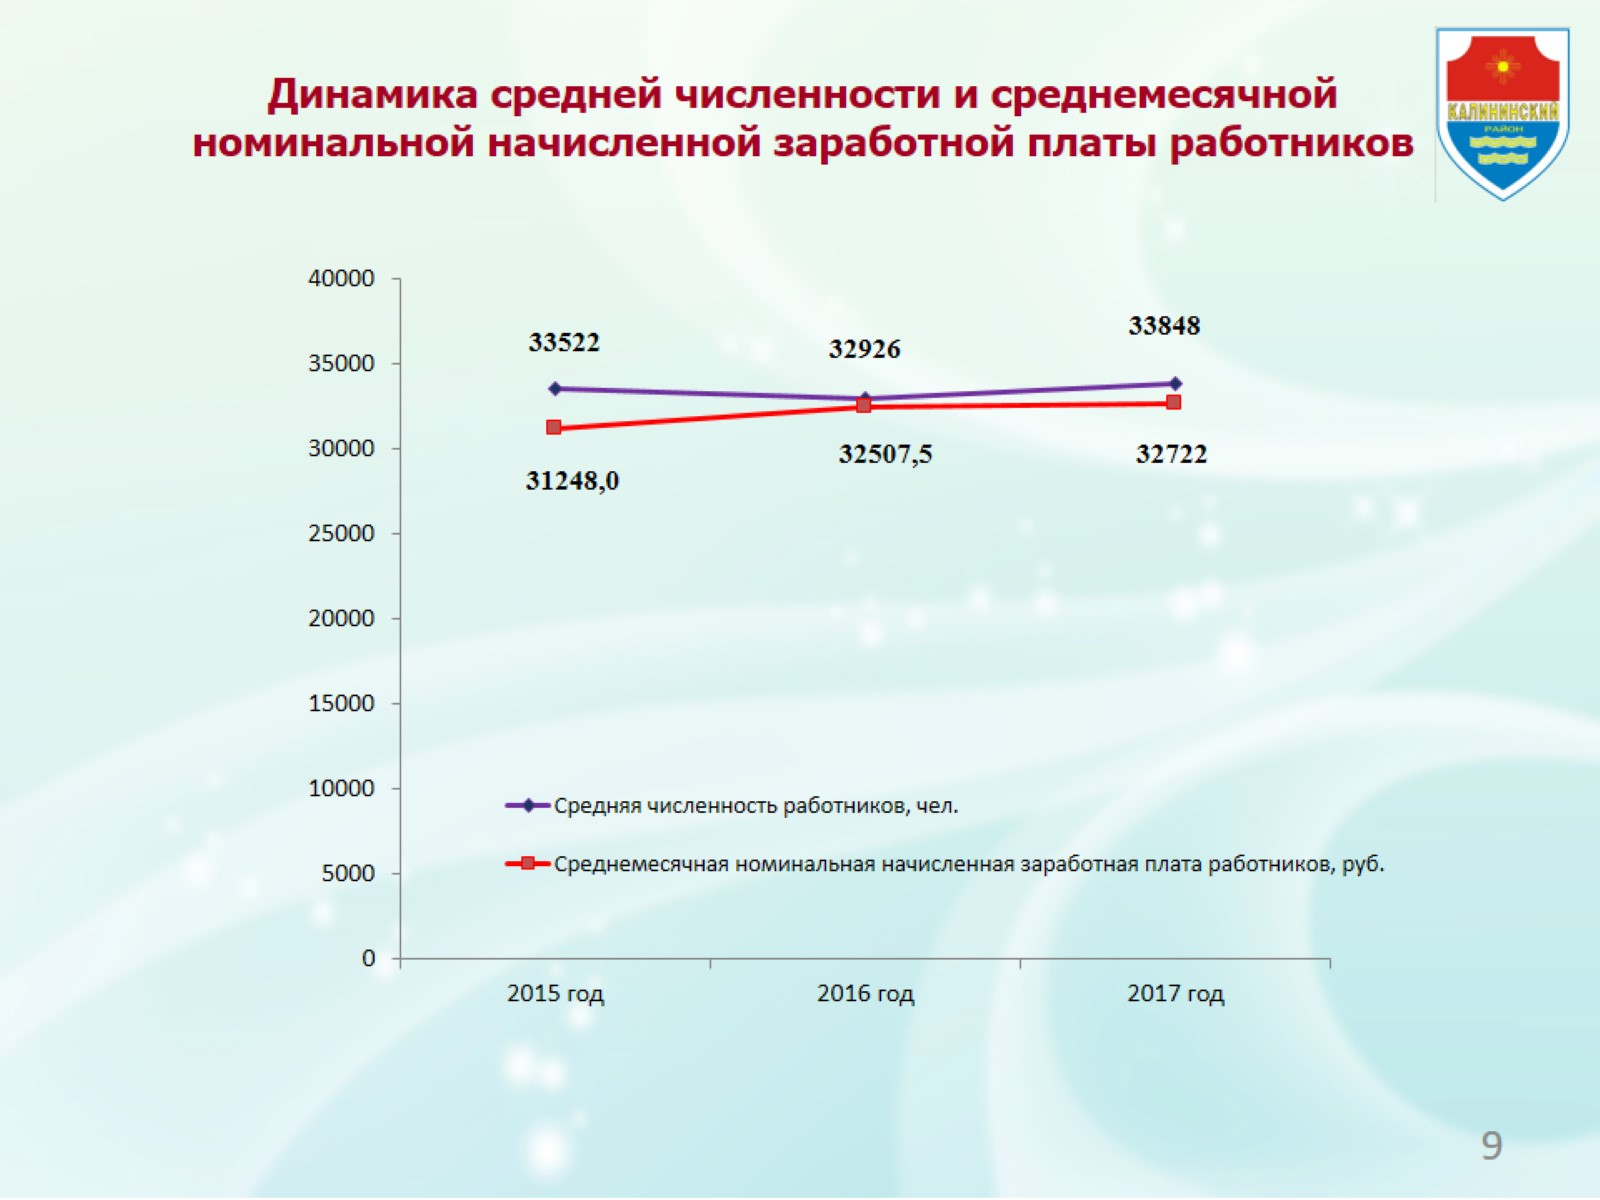 Динамика средней численности и среднемесячной
номинальной начисленной заработной платы работников
КАЛИНИНСКИЙ
РАЙОН
40000
35000
30000
25000
20000
15000
10000
5000
0
33522
32926
33848
31248,0
32507,5
32722
Средняя численность работников, чел.
Среднемесячная номинальная начисленная заработная плата работников, руб.
2015 год
2016 год
2017 год
9